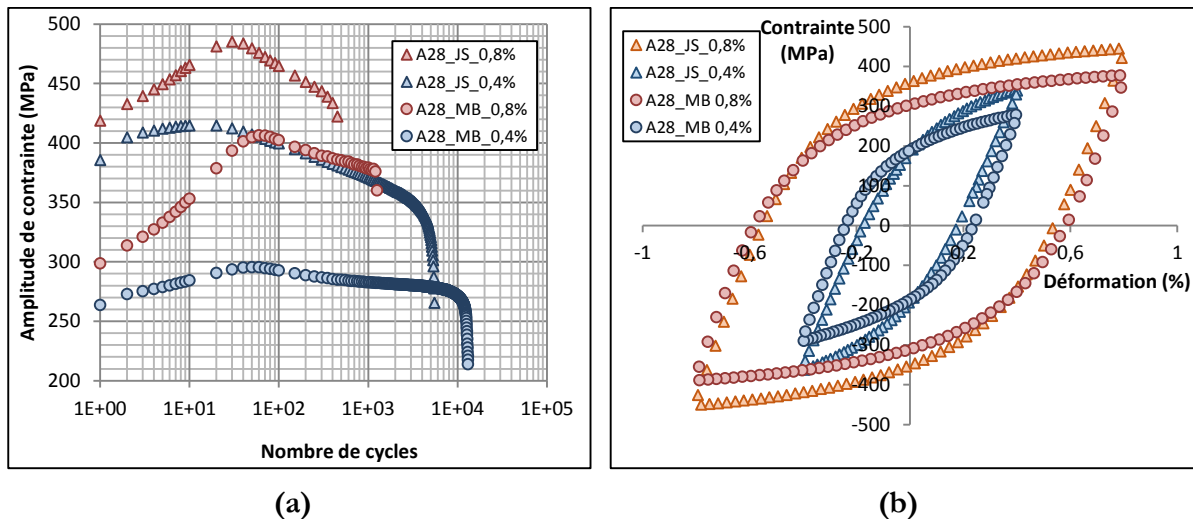 500
450
400
350
300
250
200
Amplitude de contrainte (MPa)
A28_JS_0,8%
A28_JS_0,4%
A28_MB_0,8%
A28_MB_0,4%
1E+00
1E+01
1E+02
1E+03
1E+04
1E+05
Nombre de cycles
(a)
Contrainte
(MPa)
A28_JS_0,8%
A28_JS_0,4%
A28_MB 0,8%
A28_MB 0,4%
500
400
300
200
100
0
-100
-200
-300
-400
-500
-1
-0,6
-0,2
0,2
0,6
1
Déformation (%)
(b)